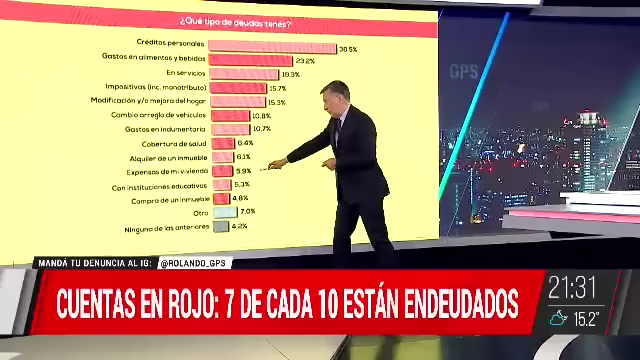 ¿Qué tipo de deudas tenés?
Créditos personales 36.5%
Gastos en alimentos y bebidas 23.2%
En servicios 19.3%
Impositivas (inc. monotributo) 15.7%
Modificación y/o mejora del hogar 15.3%
Cambio arreglo de vehículos 10,8%
Gastos en indumentaria 10,7%
Cobertura de salud 6,4%
Alquiler de un inmueble 6,1%
Expensas de mi vivienda 5,9%
Con instituciones educativas 5,3%
Compra de un inmueble 4,8%
Otra 7,0%
Ninguna de las anteriores 4,2%
GPS
MANDÁ TU DENUNCIA AL IG: @ROLANDO_GPS
CUENTAS EN ROJO: 7 DE CADA 10 ESTÁN ENDEUDADOS
21:31
15.2°